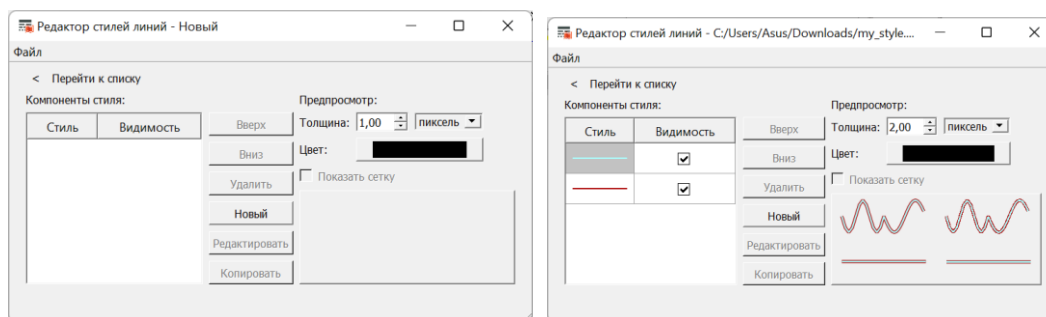 Редактор стилей линий - Новый
Файл
< Перейти к списку
Компоненты стиля:
Предпросмотр:
Стиль Видимость
Вверх
Толщина: 1,00 пиксель
Вниз
Цвет:
Удалить
Показать сетку
Новый
Редактировать
Копировать
Редактор стилей линий - C:/Users/Asus/Downloads/my_style....
Файл
< Перейти к списку
Компоненты стиля:
Предпросмотр:
Стиль Видимость
Вверх
Толщина: 2,00 пиксель
Вниз
Цвет:
Удалить
Показать сетку
Новый
Редактировать
Копировать